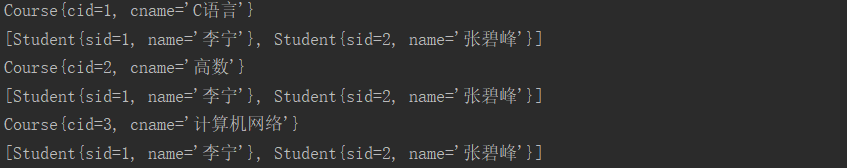 Course{cid=1, cname='C语言'}
[Student{sid=1, name='李宁'}, Student{sid=2, name='张碧峰'}]
Course{cid=2, cname='高数'}
[Student{sid=1, name='李宁'}, Student{sid=2, name='张碧峰'}]
Course{cid=3, cname='计算机网络'}
[Student{sid=1, name='李宁'}, Student{sid=2, name='张碧峰'}]